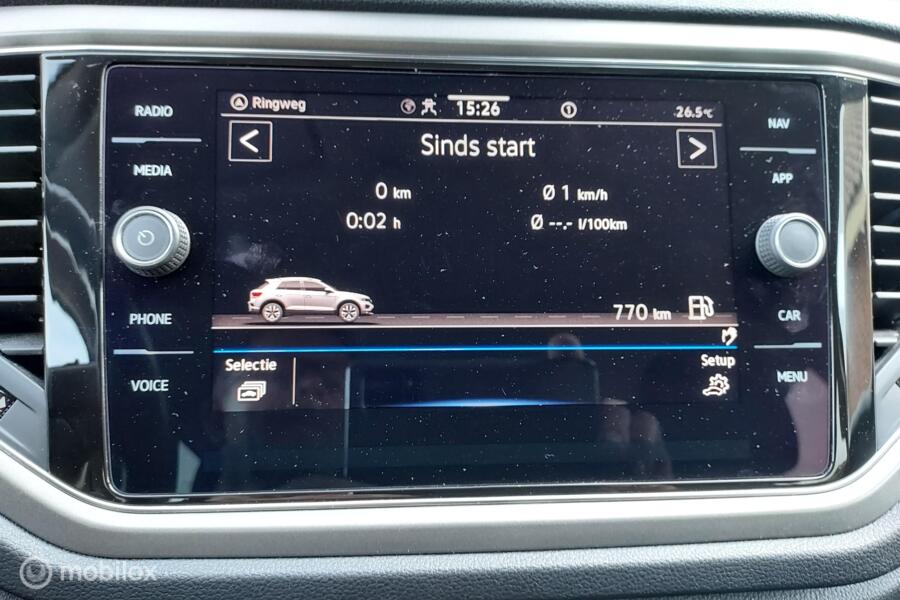 RADIO
MEDIA
PHONE
VOICE
Ringweg
15:26
1
26.5°C
Sinds start
0 km
Ø 1 km/h
0:02 h
Ø --.- l/100km
770 km
Selectie
Setup
NAV
APP
CAR
MENU
mobilox